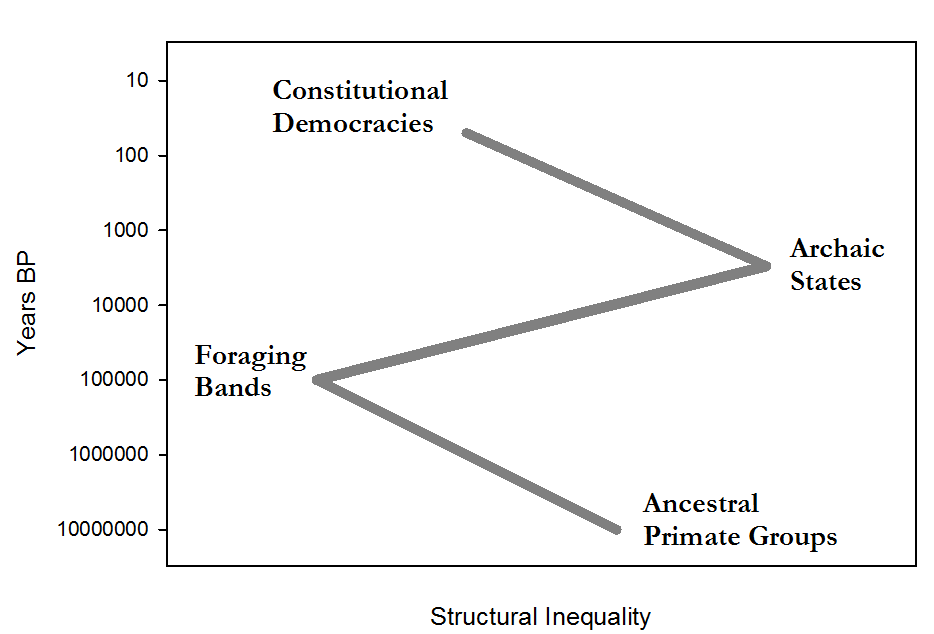 10
100
1000
10000
100000
1000000
10000000
Years BP
Constitutional
Democracies
Archaic
States
Foraging
Bands
Ancestral
Primate Groups
Structural Inequality